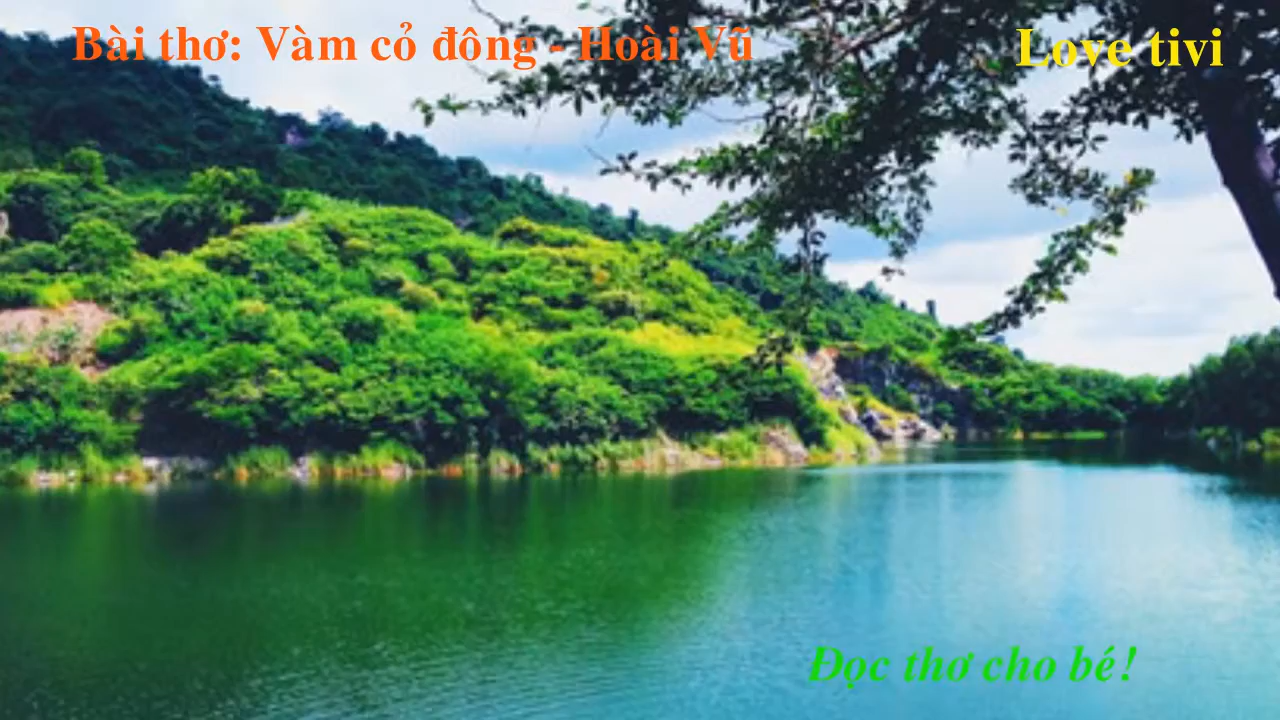 Bài thơ: Vàm cỏ đông - Hoài Vũ
Love tivi
Đọc thơ cho bé!